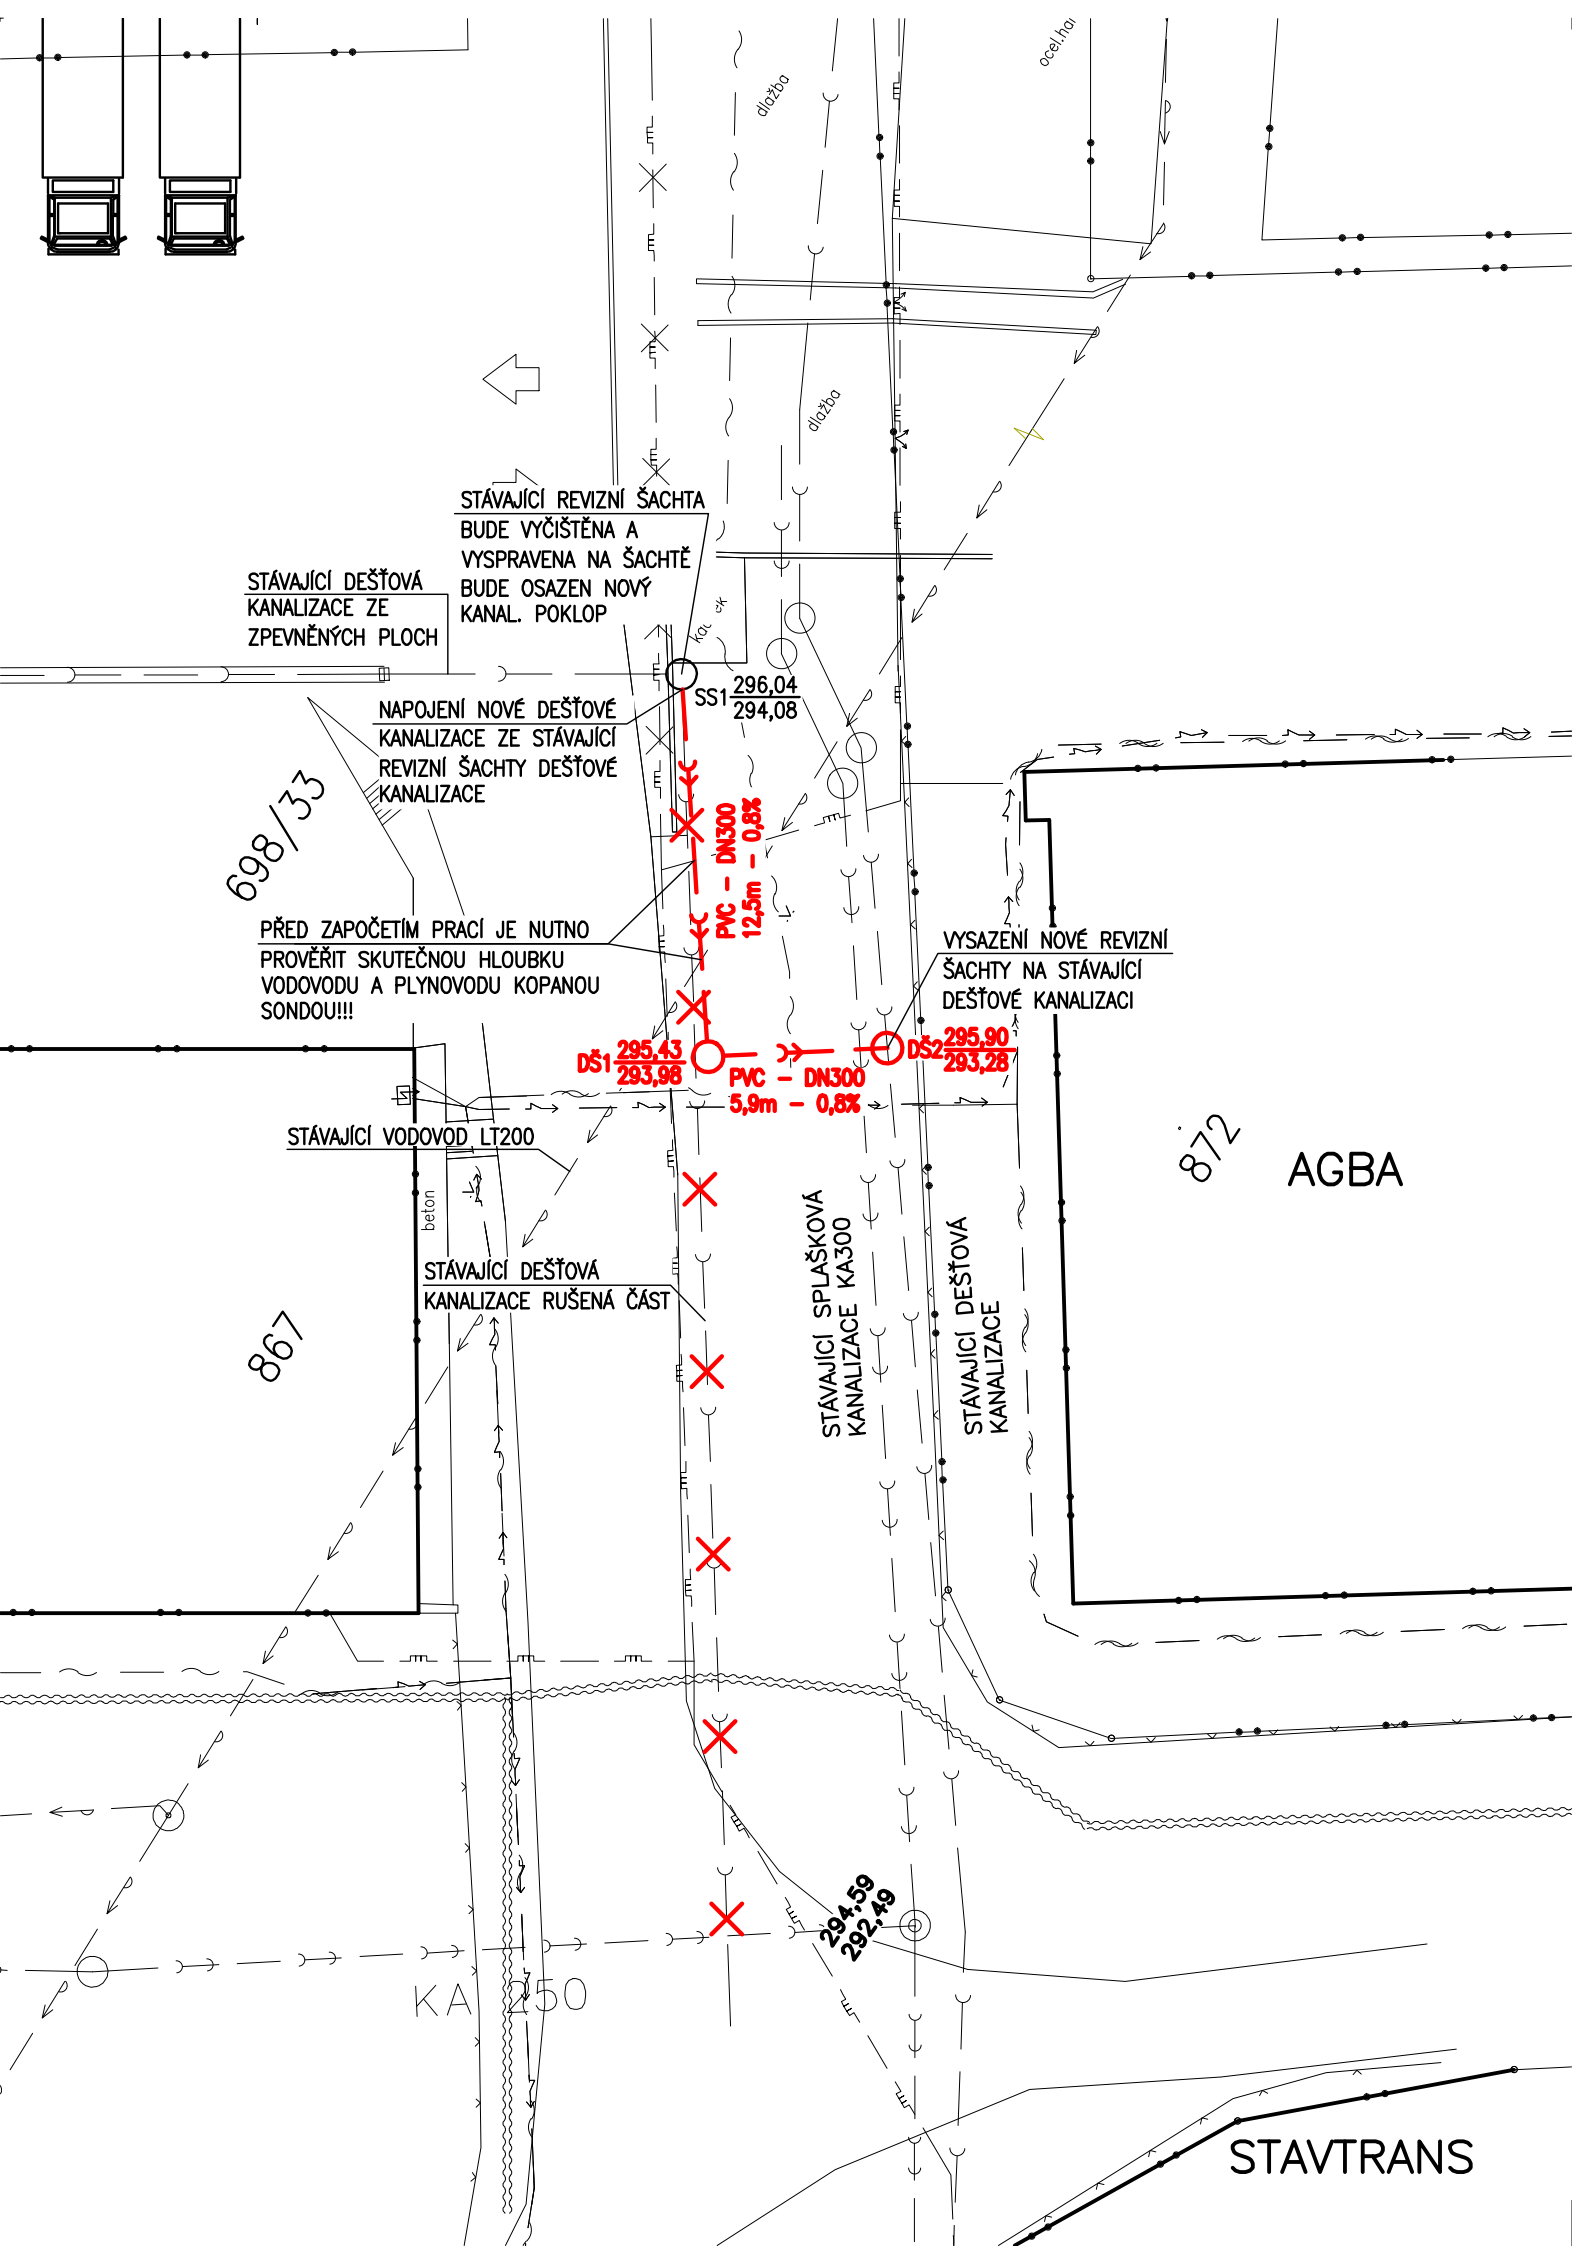 dlažba
dlažba
STÁVAJÍCÍ REVIZNÍ ŠACHTA
BUDE VYČIŠTĚNA A
VYSPRAVENA NA ŠACHTĚ
BUDE OSAZEN NOVÝ
KANAL. POKLOP
STÁVAJÍCÍ DEŠŤOVÁ
KANALIZACE ZE
ZPEVNĚNÝCH PLOCH
SS1 296,04
294,08
NAPOJENÍ NOVÉ DEŠTOVÉ
KANALIZACE ZE STÁVAJÍCÍ
REVIZNÍ ŠACHTY DEŠŤOVÉ
KANALIZACE
698/33
PVC - DN300
12,5m - 0,8%
PŘED ZAPOČETÍM PRACÍ JE NUTNO
PROVĚŘIT SKUTEČNOU HLOUBKU
VODOVODU A PLYNOVODU KOPANOU
SONDOU!!!
VYSAZENÍ NOVÉ REVIZNÍ
ŠACHTY NA STÁVAJÍCÍ
DEŠŤOVÉ KANALIZACI
DŠ1 295,43
293,98
DŠ2 295,90
293,28
PVC - DN300
5,9m - 0,8%
STÁVAJÍCÍ VODOVOD LT200
872
AGBA
beton
STÁVAJÍCÍ SPLAŠKOVÁ
KANALIZACE KA300
STÁVAJÍCÍ DEŠŤOVÁ
KANALIZACE
STÁVAJÍCÍ DEŠŤOVÁ
KANALIZACE RUŠENÁ ČÁST
867
294,59
292,49
KA 250
STAVTRANS